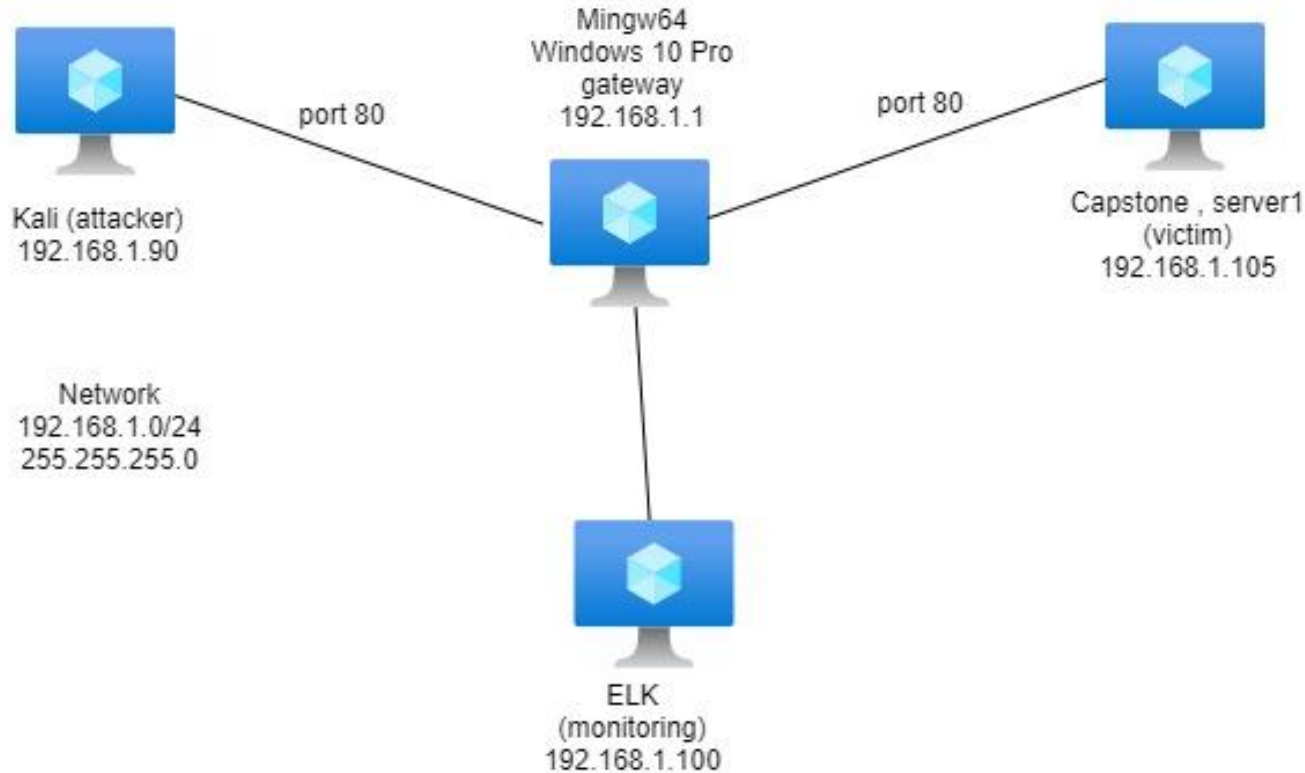 Mingw64
Windows 10 Pro
gateway
192.168.1.1
port 80
port 80
Kali (attacker)
192.168.1.90
Capstone , server1
(victim)
192.168.1.105
Network
192.168.1.0/24
255.255.255.0
ELK
(monitoring)
192.168.1.100